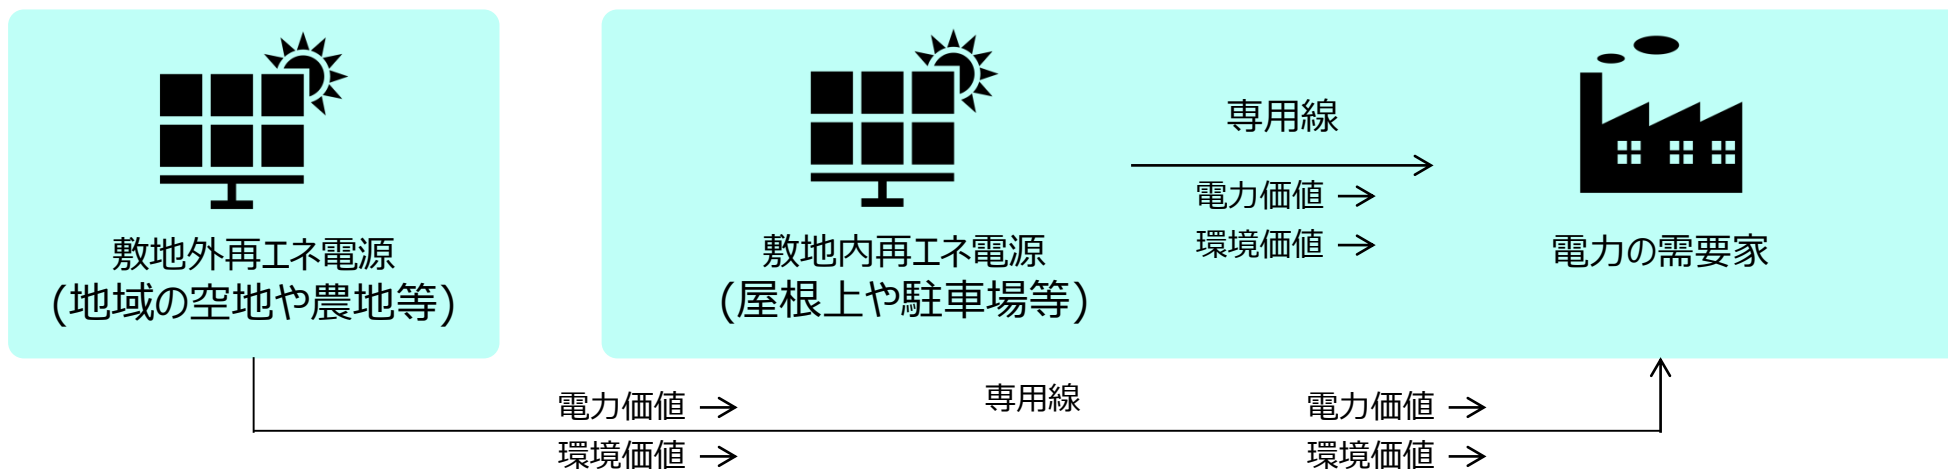 敷地外再エネ電源
(地域の空地や農地等)
敷地内再エネ電源
(屋根上や駐車場等)
専用線
電力価値 →
環境価値 →
電力の需要家
電力価値 →
環境価値 →
専用線
電力価値 →
環境価値 →